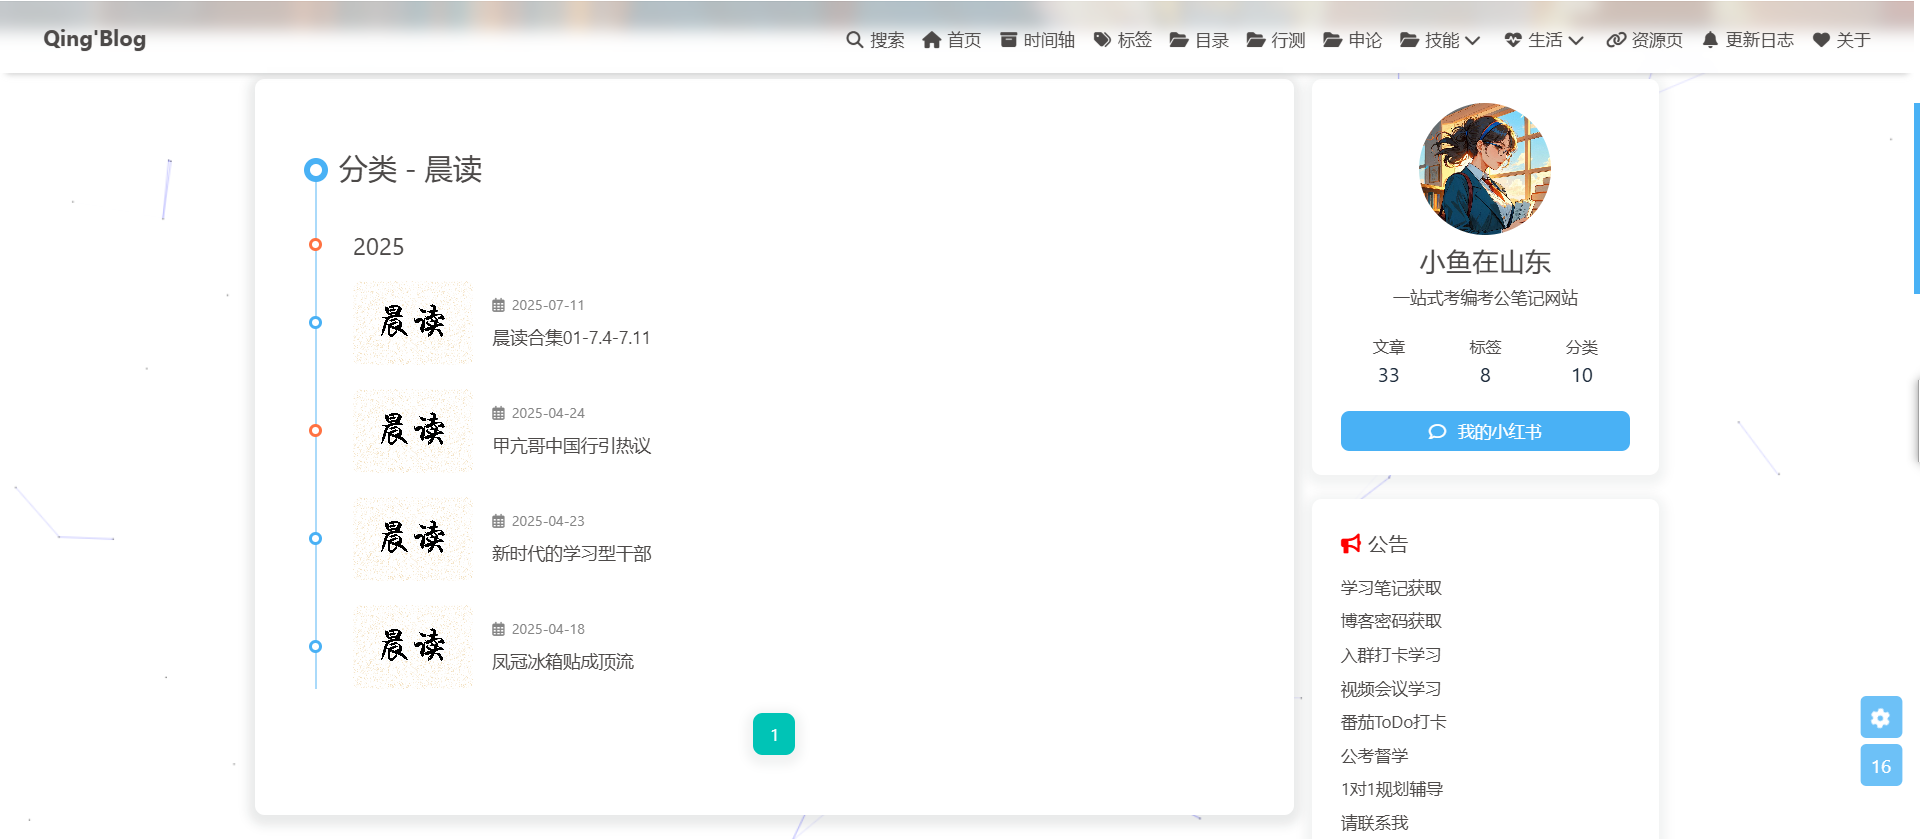 Qing'Blog
搜索 首页 时间轴 标签 目录 行测 申论 技能 生活 资源页 更新日志 关于
分类 - 晨读
2025
晨读
2025-07-11
晨读合集01-7.4-7.11
晨读
2025-04-24
甲亢哥中国行引热议
晨读
2025-04-23
新时代的学习型干部
晨读
2025-04-18
凤冠冰箱贴成顶流
1
小鱼在山东
一站式考编考公笔记网站
文章 标签 分类
33 8 10
我的小红书
公告
学习笔记获取
博客密码获取
入群打卡学习
视频会议学习
番茄ToDo打卡
公考督学
1对1规划辅导
请联系我
16